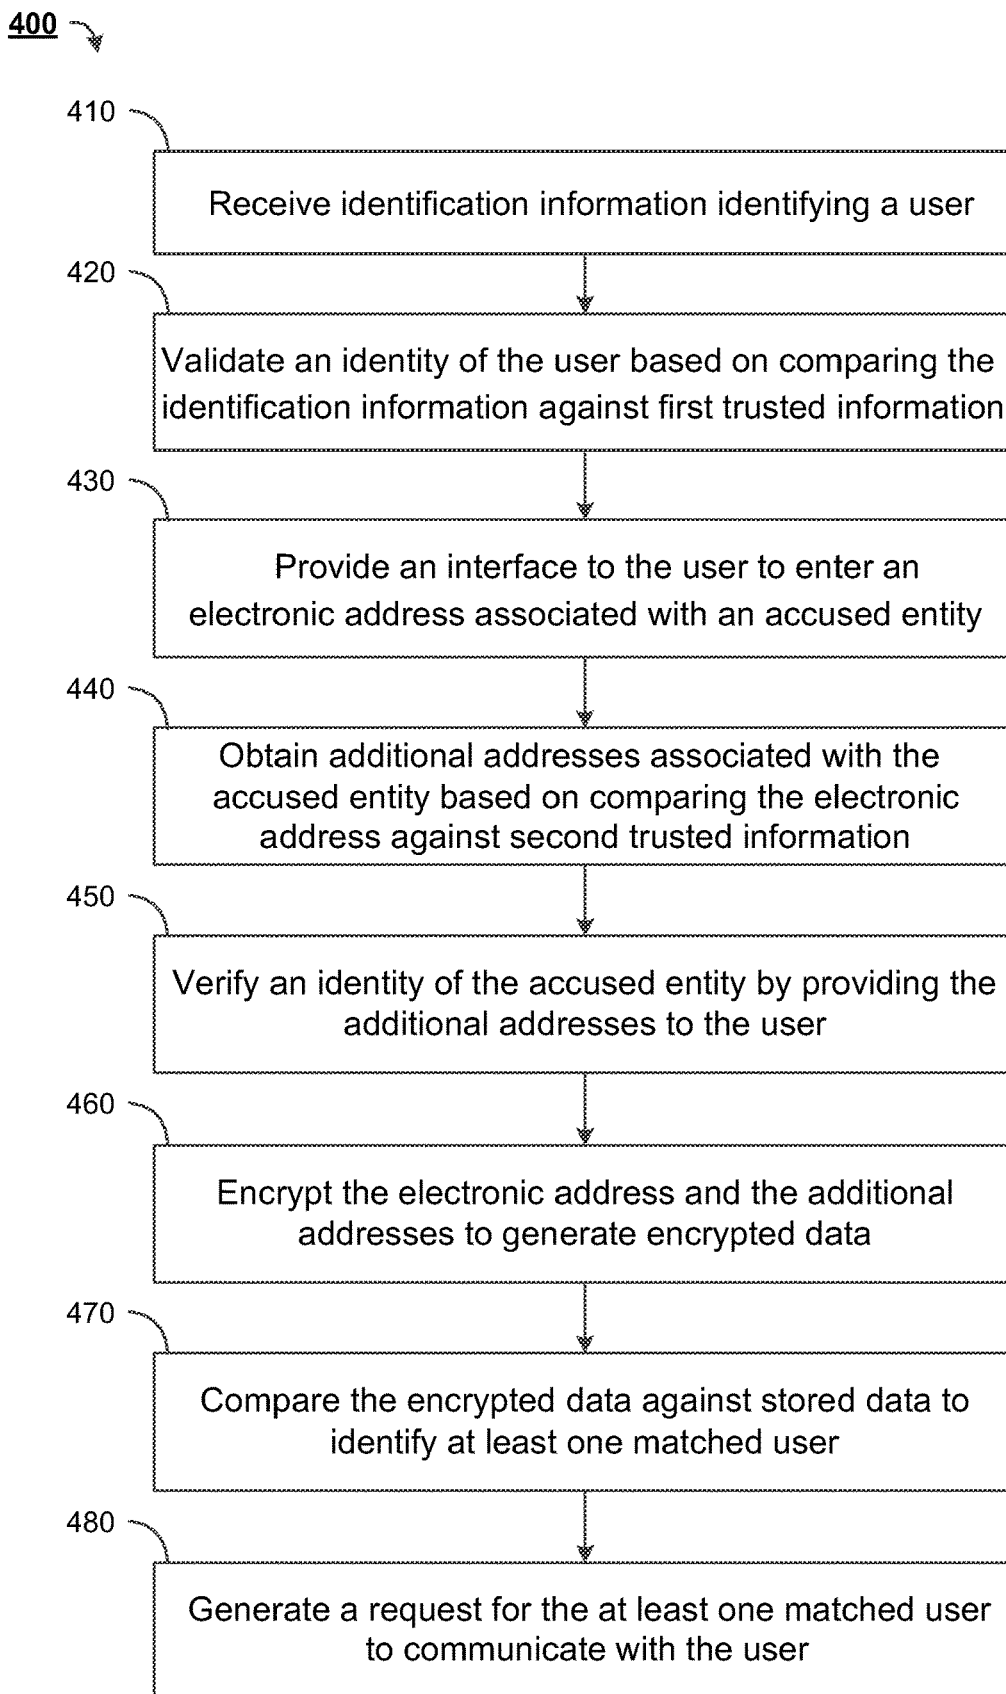 400
410
Receive identification information identifying a user
420
Validate an identity of the user based on comparing the
identification information against first trusted information
430
Provide an interface to the user to enter an
electronic address associated with an accused entity
440
Obtain additional addresses associated with the
accused entity based on comparing the electronic
address against second trusted information
450
Verify an identity of the accused entity by providing the
additional addresses to the user
460
Encrypt the electronic address and the additional
addresses to generate encrypted data
470
Compare the encrypted data against stored data to
identify at least one matched user
480
Generate a request for the at least one matched user
to communicate with the user